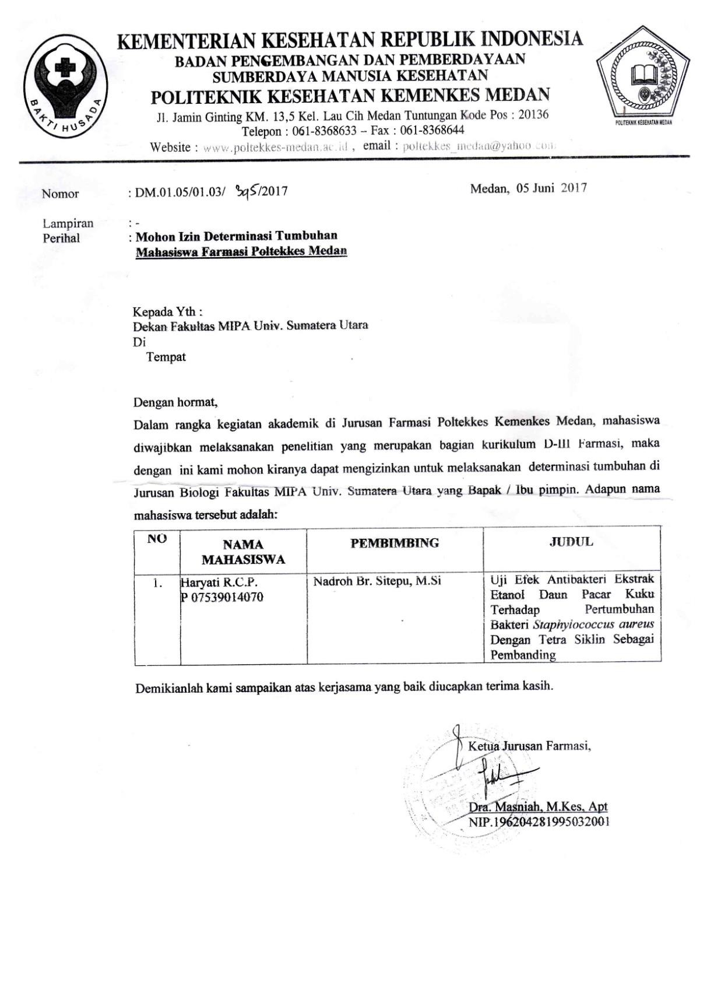 KEMENTERIAN KESEHATAN REPUBLIK INDONESIA
BADAN PENGEMBANGAN DAN PEMBERDAYAAN
SUMBERDAYA MANUSIA KESEHATAN
POLITEKNIK KESEHATAN KEMENKES MEDAN
Jl. Jamin Ginting KM. 13,5 Kel. Lau Cih Medan Tuntungan Kode Pos : 20136
Telepon : 061-8368633 – Fax : 061-8368644
Website : www.poltekkes-medan.ac.id , email : poltekkes_medan@yahoo.com
BAKTI HUSADA
POLITEKNIK KESEHATAN MEDAN
Nomor : DM.01.05/01.03/ 395/2017 Medan, 05 Juni 2017
Lampiran : -
Perihal : Mohon Izin Determinasi Tumbuhan
Mahasiswa Farmasi Poltekkes Medan
Kepada Yth :
Dekan Fakultas MIPA Univ. Sumatera Utara
Di
Tempat
Dengan hormat,
Dalam rangka kegiatan akademik di Jurusan Farmasi Poltekkes Kemenkes Medan, mahasiswa
diwajibkan melaksanakan penelitian yang merupakan bagian kurikulum D-III Farmasi, maka
dengan ini kami mohon kiranya dapat mengizinkan untuk melaksanakan determinasi tumbuhan di
Jurusan Biologi Fakultas MIPA Univ. Sumatera Utara yang Bapak / Ibu pimpin. Adapun nama
mahasiswa tersebut adalah:
NO NAMA MAHASISWA PEMBIMBING JUDUL
1. Haryati R.C.P. Nadroh Br. Sitepu, M.Si Uji Efek Antibakteri Ekstrak
P 07539014070 Etanol Daun Pacar Kuku
Terhadap Pertumbuhan
Bakteri Staphylococcus aureus
Dengan Tetra Siklin Sebagai
Pembanding
Demikianlah kami sampaikan atas kerjasama yang baik diucapkan terima kasih.
Ketua Jurusan Farmasi,
Dra. Masniah, M.Kes, Apt
NIP.196204281995032001